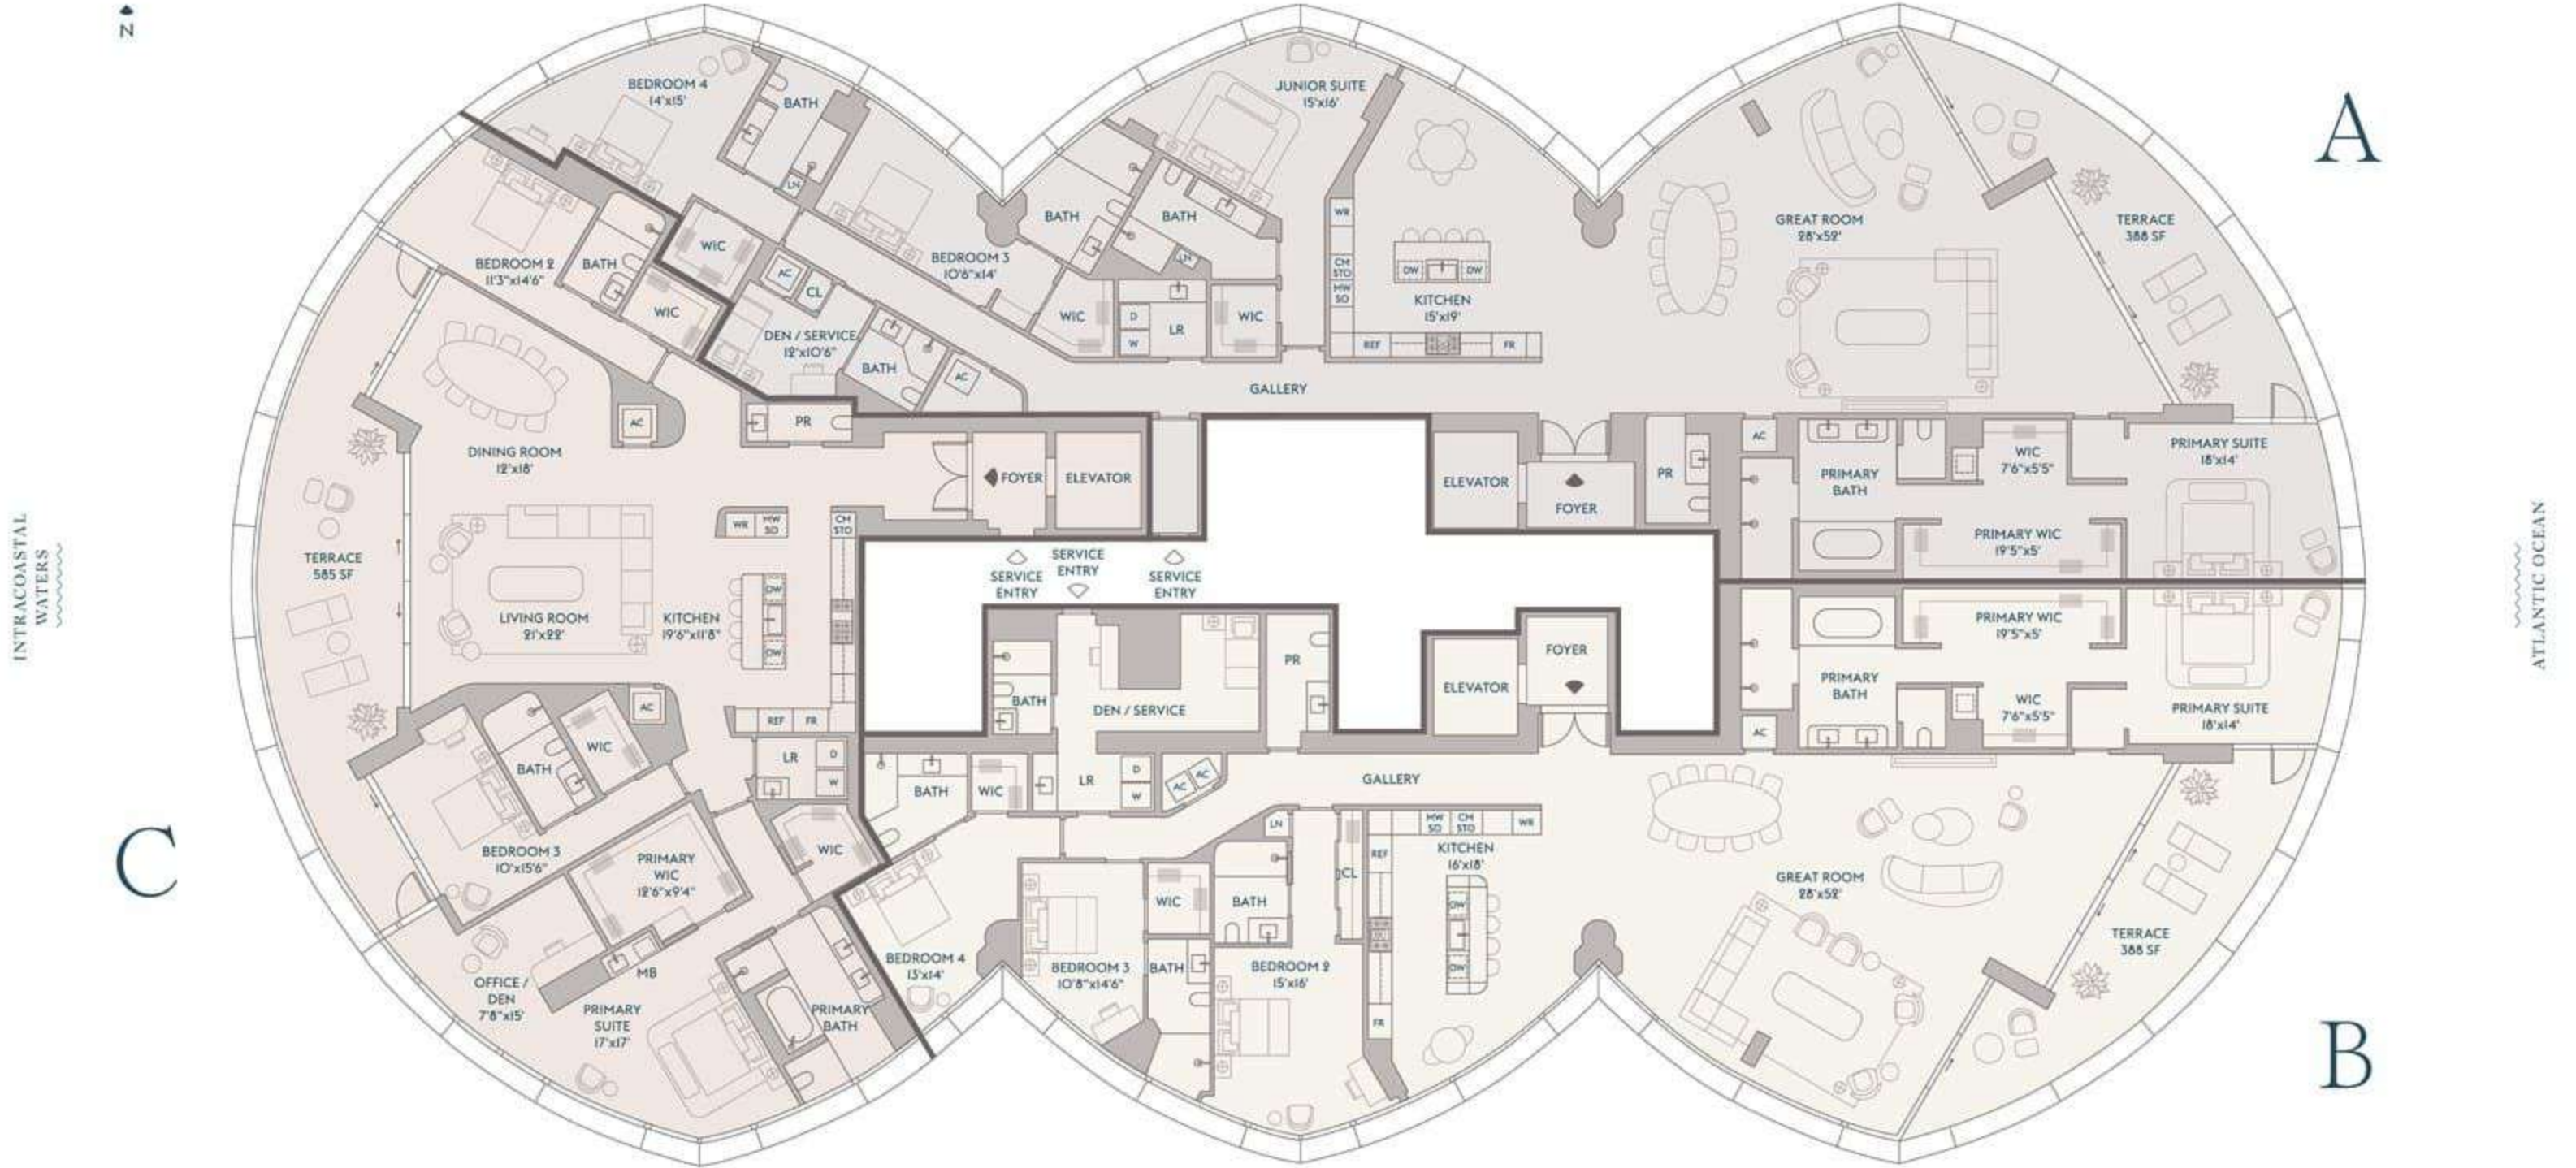 N
A
BEDROOM 4
14'x15'
BATH
LN
WIC
AC
CL
DEN / SERVICE
12'x10'6"
BATH
AC
BEDROOM 3
10'6"x14'
BATH
WIC
JUNIOR SUITE
15'x16'
BATH
LN
D
W
LR
WIC
WR
CM
STO
MW
SO
DW
DW
KITCHEN
15'x19'
REF
FR
GALLERY
GREAT ROOM
28'x52'
TERRACE
388 SF
ELEVATOR
FOYER
PR
AC
PRIMARY
BATH
WIC
7'6"x5'5"
PRIMARY WIC
19'5"x5'
PRIMARY SUITE
18'x14'
BEDROOM 2
11'3"x14'6"
BATH
WIC
DINING ROOM
12'x18'
AC
PR
FOYER
ELEVATOR
WR
MW
SO
CM
STO
TERRACE
585 SF
LIVING ROOM
21'x22'
KITCHEN
19'6"x11'8"
DW
DW
REF
FR
AC
WIC
BATH
BEDROOM 3
10'x15'6"
LR
D
W
WIC
PRIMARY
WIC
12'6"x9'4"
MB
OFFICE /
DEN
7'8"x15'
PRIMARY
SUITE
17'x17'
PRIMARY
BATH
C
INTRACOASTAL
WATERS
SERVICE
ENTRY
SERVICE
ENTRY
SERVICE
ENTRY
BATH
DEN / SERVICE
PR
ELEVATOR
FOYER
BATH
WIC
LR
D
W
AC
AC
GALLERY
BEDROOM 4
13'x14'
BEDROOM 3
10'8"x14'6"
WIC
BATH
LN
BATH
BEDROOM 2
15'x16'
CL
REF
FR
MW
SO
CM
STO
WR
KITCHEN
16'x18'
DW
DW
GREAT ROOM
28'x52'
TERRACE
388 SF
AC
PRIMARY
BATH
PRIMARY WIC
19'5"x5'
WIC
7'6"x5'5"
PRIMARY SUITE
18'x14'
B
ATLANTIC OCEAN